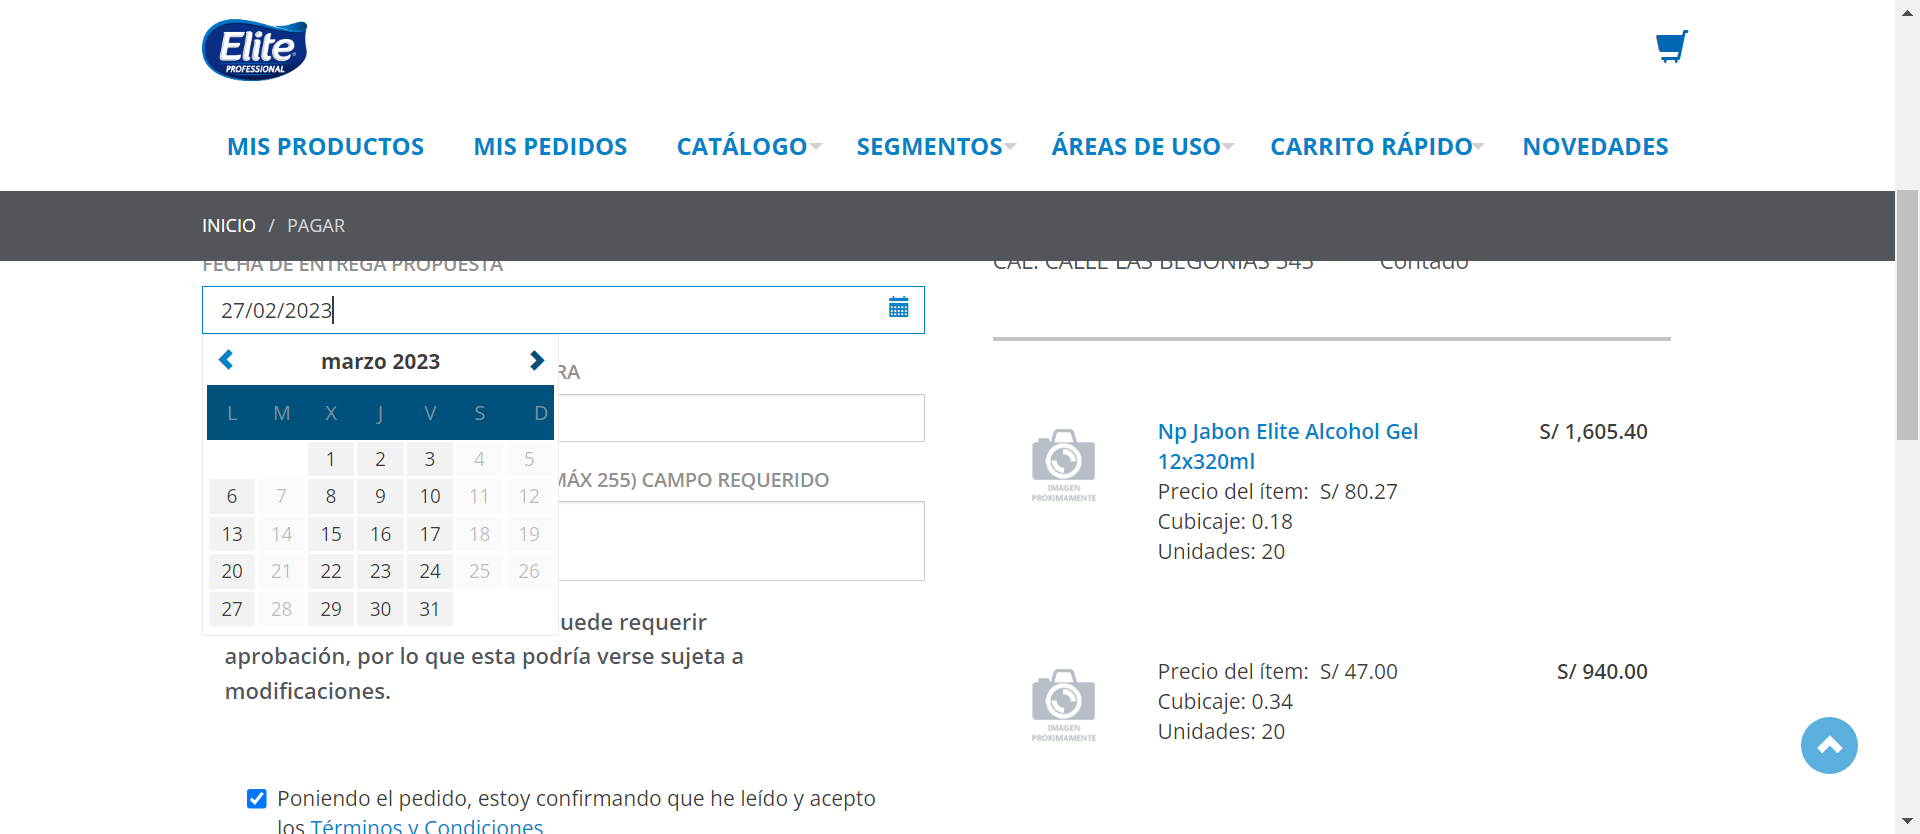 Elite
PROFESSIONAL
MIS PRODUCTOS MIS PEDIDOS CATÁLOGO SEGMENTOS ÁREAS DE USO CARRITO RÁPIDO NOVEDADES
INICIO / PAGAR
FECHA DE ENTREGA PROPUESTA
27/02/2023
marzo 2023
L M X J V S D
1 2 3 4 5
6 7 8 9 10 11 12
13 14 15 16 17 18 19
20 21 22 23 24 25 26
27 28 29 30 31
RA
MÁX 255) CAMPO REQUERIDO
uede requerir
aprobación, por lo que esta podría verse sujeta a
modificaciones.
Poniendo el pedido, estoy confirmando que he leído y acepto
los Términos y Condiciones
CAL. CALLE LAS BEGONIAS 545 Contado
IMAGEN
PRÓXIMAMENTE
Np Jabon Elite Alcohol Gel
12x320ml
S/ 1,605.40
Precio del ítem: S/ 80.27
Cubicaje: 0.18
Unidades: 20
IMAGEN
PRÓXIMAMENTE
Precio del ítem: S/ 47.00
S/ 940.00
Cubicaje: 0.34
Unidades: 20